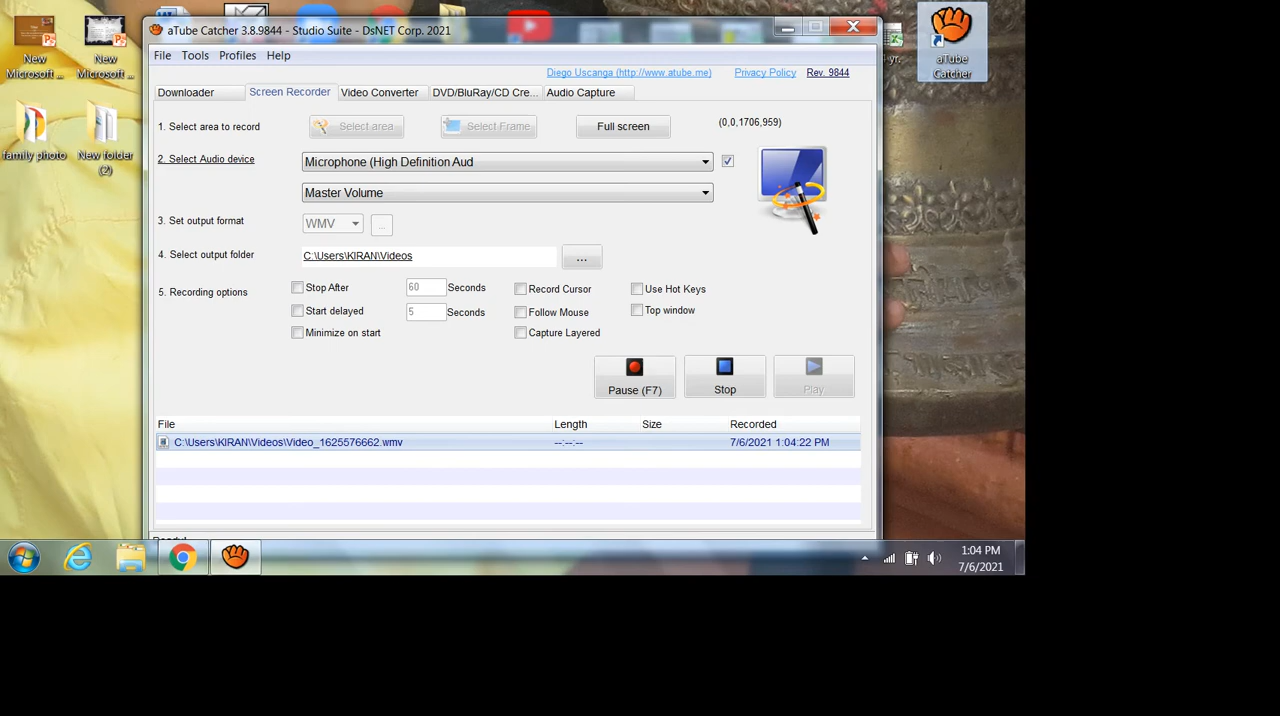 aTube Catcher 3.8.9844 - Studio Suite - DsNET Corp. 2021
File Tools Profiles Help
Diego Uscanga (http://www.atube.me) Privacy Policy Rev. 9844
Downloader Screen Recorder Video Converter DVD/BluRay/CD Cre... Audio Capture
1. Select area to record Select area Select Frame Full screen (0,0,1706,959)
2. Select Audio device Microphone (High Definition Aud
Master Volume
3. Set output format WMV ...
4. Select output folder C:\Users\KIRAN\Videos ...
5. Recording options
Stop After 60 Seconds Record Cursor Use Hot Keys
Start delayed 5 Seconds Follow Mouse Top window
Minimize on start Capture Layered
Pause (F7) Stop Play
File Length Size Recorded
C:\Users\KIRAN\Videos\Video_1625576662.wmv --:--:-- 7/6/2021 1:04:22 PM
New
Microsoft ...
New
Microsoft ...
family photo
New folder
(2)
yr.
aTube
Catcher
1:04 PM
7/6/2021